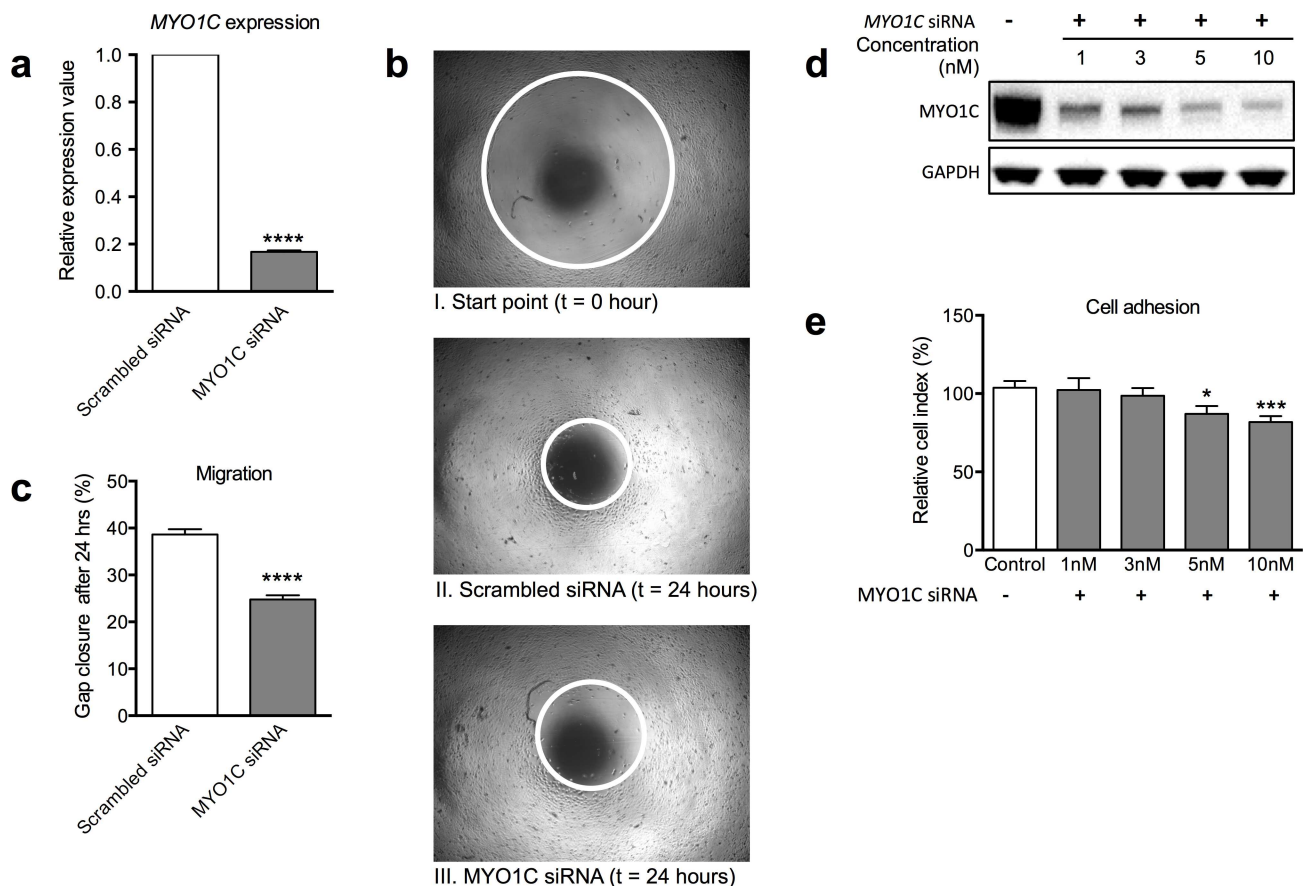 a
MYO1C expression
Relative expression value
1.0
0.8
0.6
0.4
0.2
0.0
****
Scrambled siRNA
MYO1C siRNA
b
I. Start point (t = 0 hour)
II. Scrambled siRNA (t = 24 hours)
III. MYO1C siRNA (t = 24 hours)
c
Migration
Gap closure after 24 hrs (%)
50
40
30
20
10
0
****
Scrambled siRNA
MYO1C siRNA
d
MYO1C siRNA - + + + +
Concentration (nM) 1 3 5 10
MYO1C
GAPDH
e
Cell adhesion
Relative cell index (%)
150
100
50
0
* ***
Control 1nM 3nM 5nM 10nM
MYO1C siRNA - + + + +